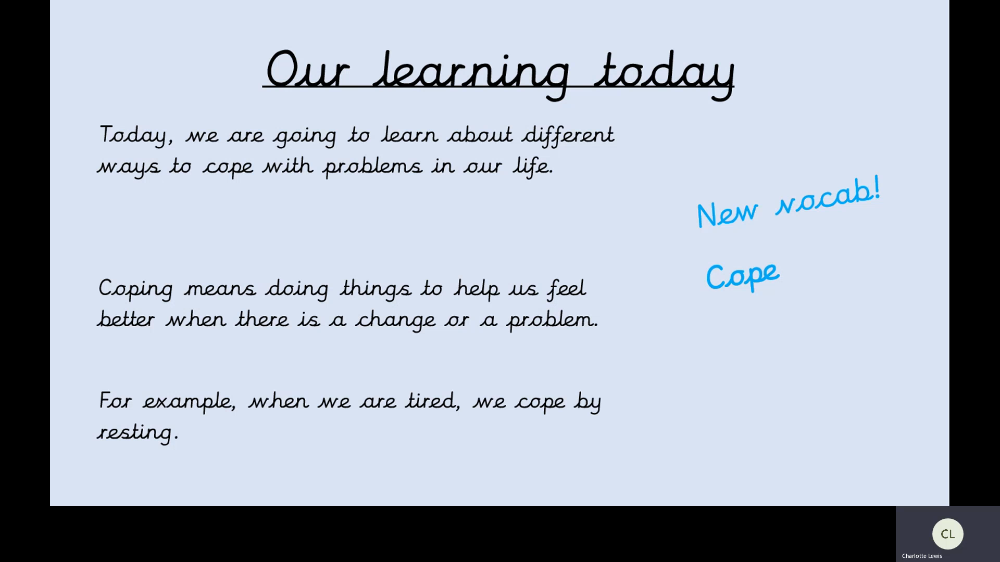 Our learning today
Today, we are going to learn about different
ways to cope with problems in our life.
New vocab!
Cope
Coping means doing things to help us feel
better when there is a change or a problem.
For example, when we are tired, we cope by
resting.
CL
Charlotte Lewis